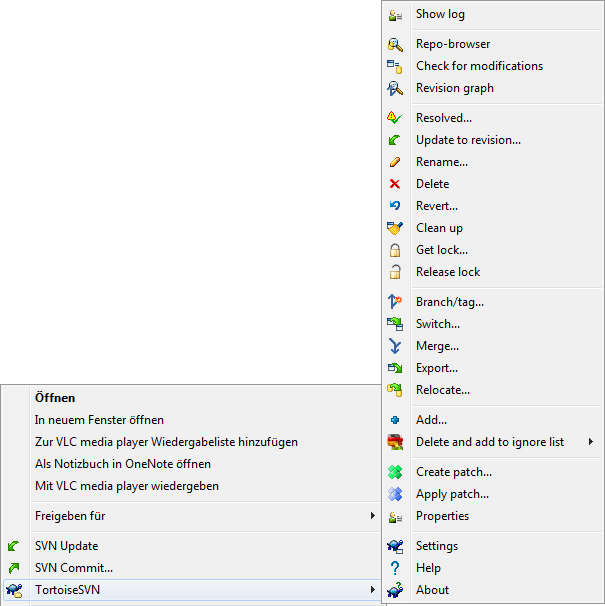 Show log
Repo-browser
Check for modifications
Revision graph
Resolved...
Update to revision...
Rename...
Delete
Revert...
Clean up
Get lock...
Release lock
Branch/tag...
Switch...
Merge...
Export...
Relocate...
Add...
Delete and add to ignore list
Create patch...
Apply patch...
Properties
Settings
Help
About
Öffnen
In neuem Fenster öffnen
Zur VLC media player Wiedergabeliste hinzufügen
Als Notizbuch in OneNote öffnen
Mit VLC media player wiedergeben
Freigeben für
SVN Update
SVN Commit...
TortoiseSVN